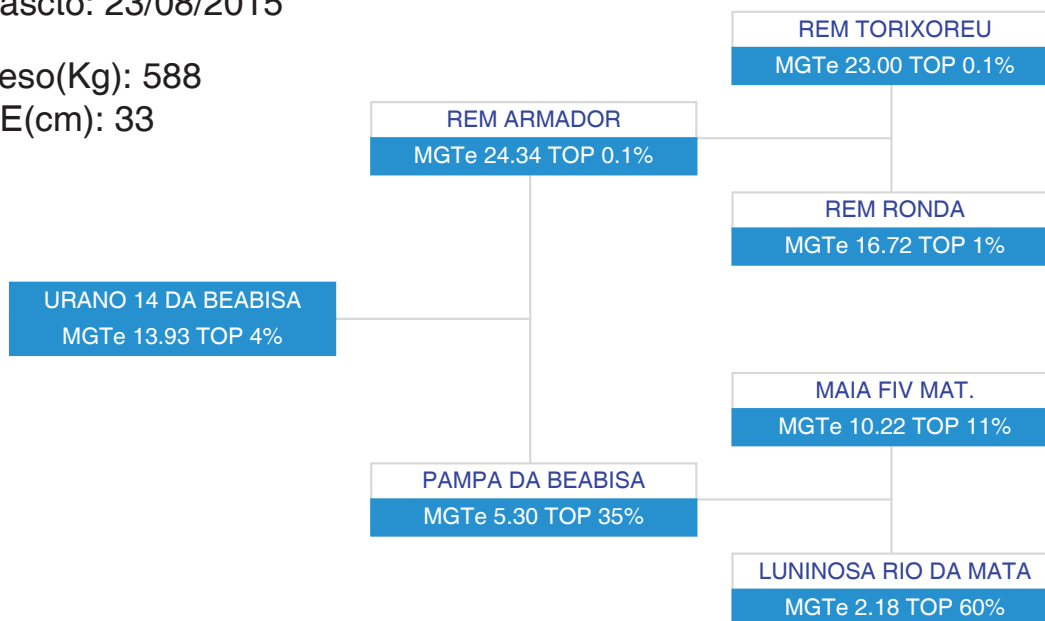 ascto: 23/08/2015
eso(Kg): 588
E(cm): 33
REM TORIXOREU
MGTe 23.00 TOP 0.1%
REM ARMADOR
MGTe 24.34 TOP 0.1%
REM RONDA
MGTe 16.72 TOP 1%
URANO 14 DA BEABISA
MGTe 13.93 TOP 4%
MAIA FIV MAT.
MGTe 10.22 TOP 11%
PAMPA DA BEABISA
MGTe 5.30 TOP 35%
LUNINOSA RIO DA MATA
MGTe 2.18 TOP 60%